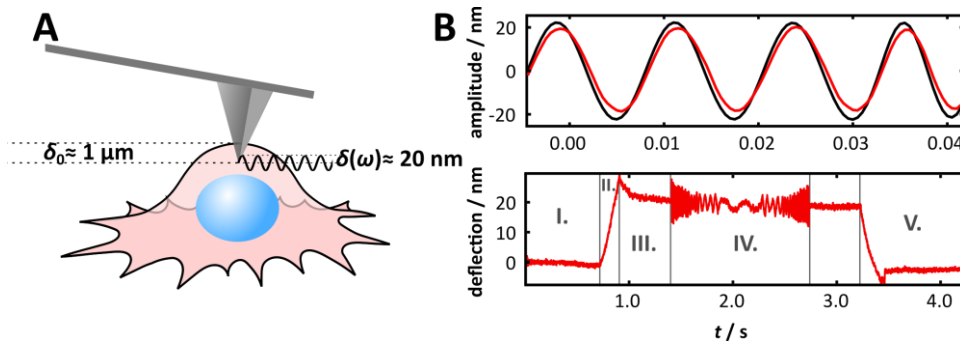 A
δ₀≈ 1 µm
δ(ω)≈ 20 nm
B
amplitude / nm
20
0
-20
0.00 0.01 0.02 0.03 0.04
deflection / nm
20
10
0
I.
II.
III.
IV.
V.
1.0 2.0 3.0 4.0
t / s